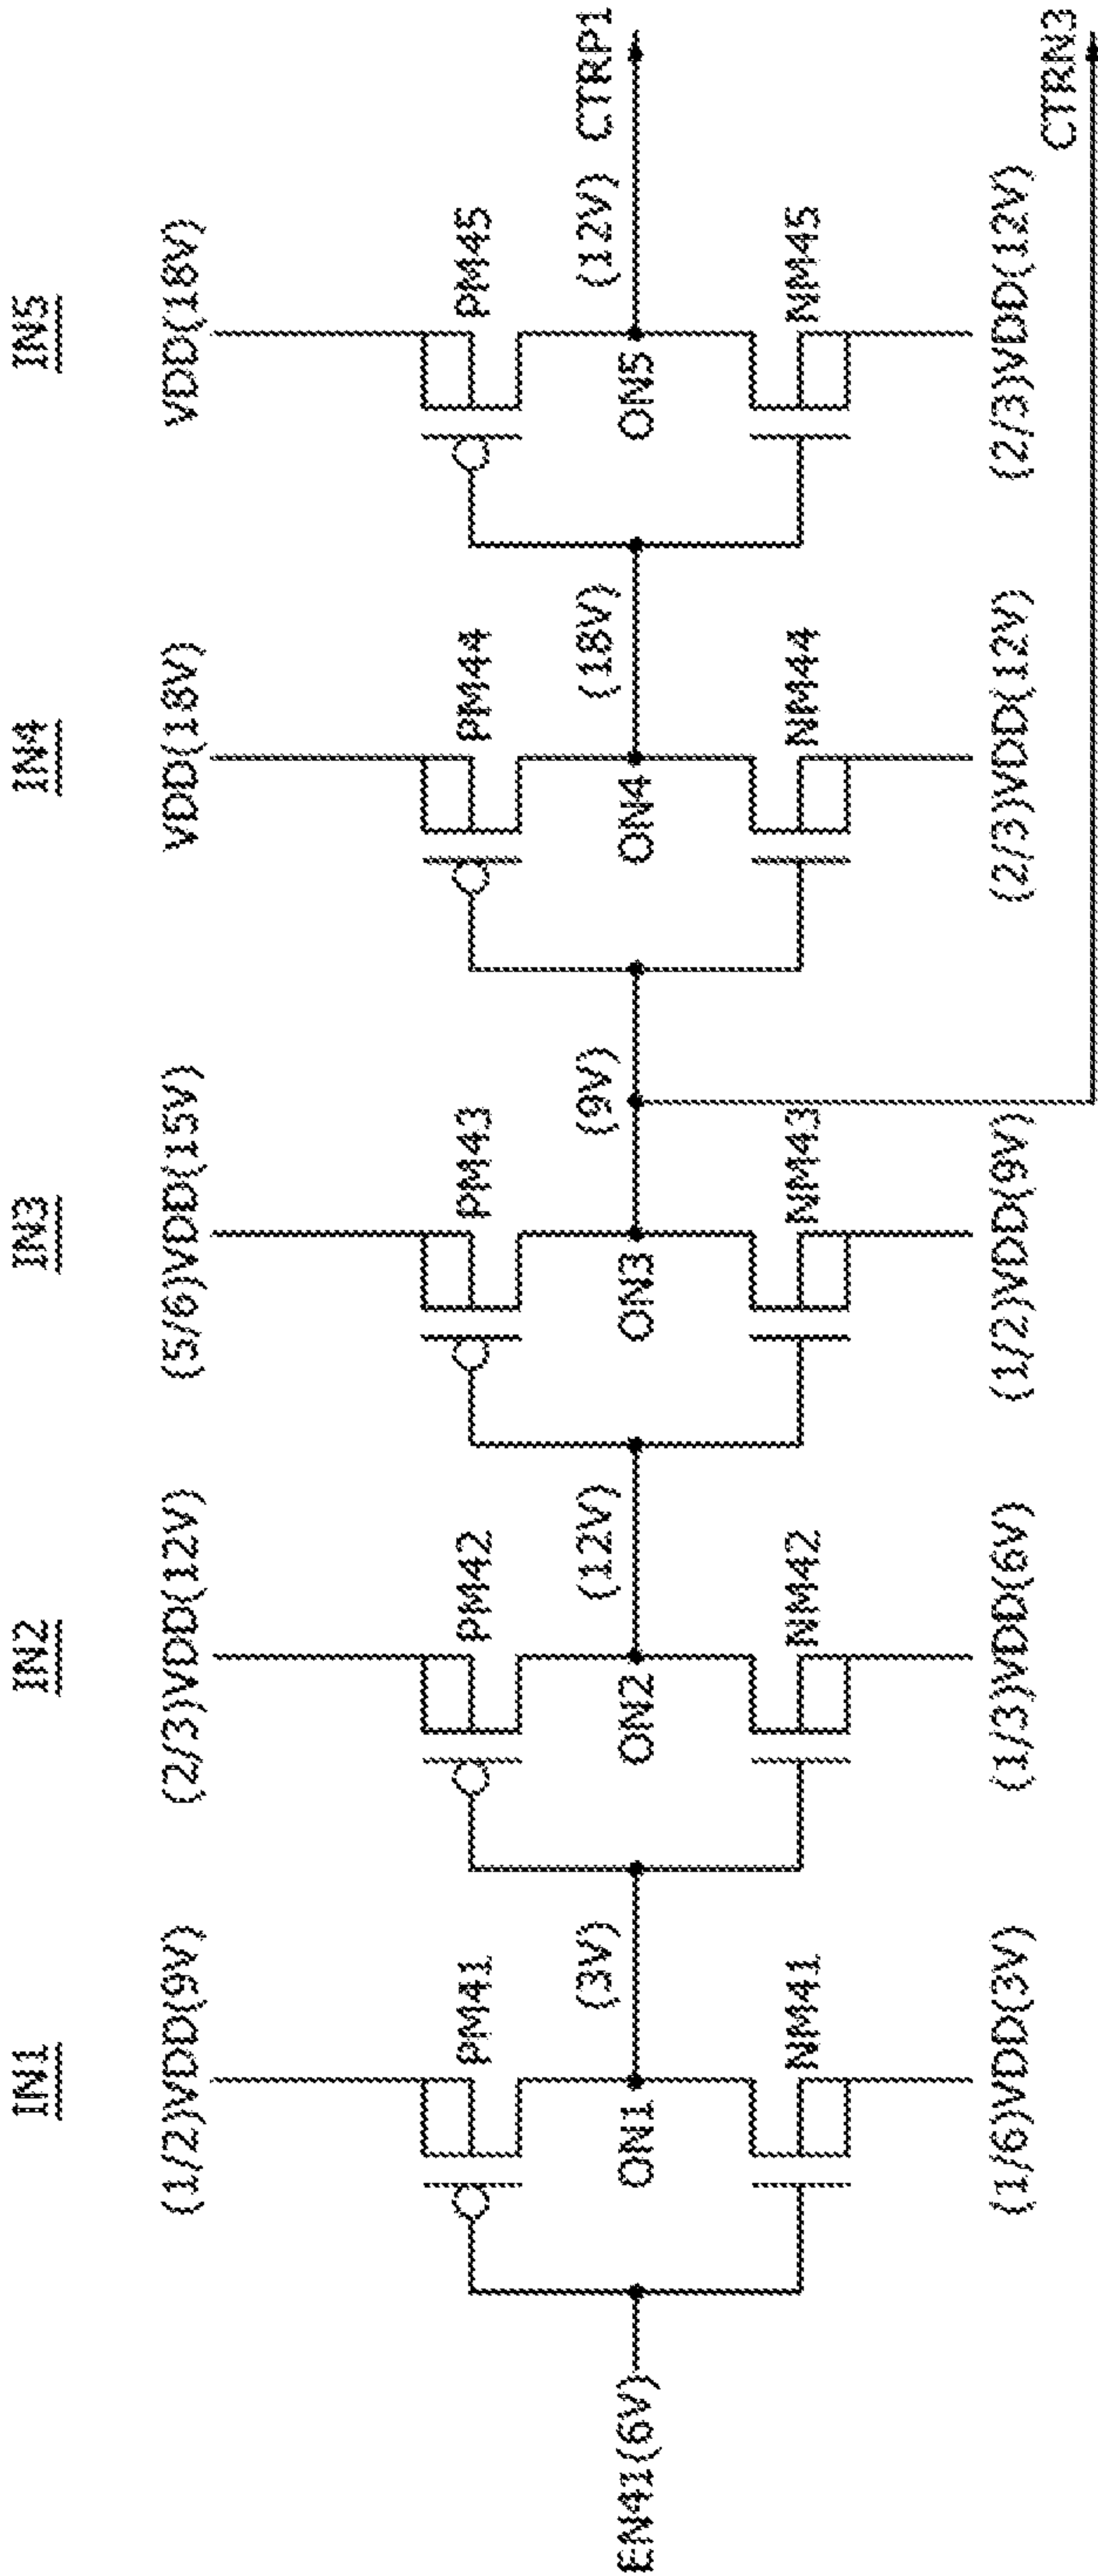 IN1
IN2
IN3
IN4
IN5
(1/2)VDD(9V)
(2/3)VDD(12V)
(5/6)VDD(15V)
VDD(18V)
VDD(18V)
PM41
PM42
PM43
PM44
PM45
EN41(6V)
ON1
(3V)
ON2
(12V)
ON3
(9V)
ON4
(18V)
ON5
(12V) CTRP1
NM41
NM42
NM43
NM44
NM45
(1/6)VDD(3V)
(1/3)VDD(6V)
(1/2)VDD(9V)
(2/3)VDD(12V)
(2/3)VDD(12V)
CTRN3